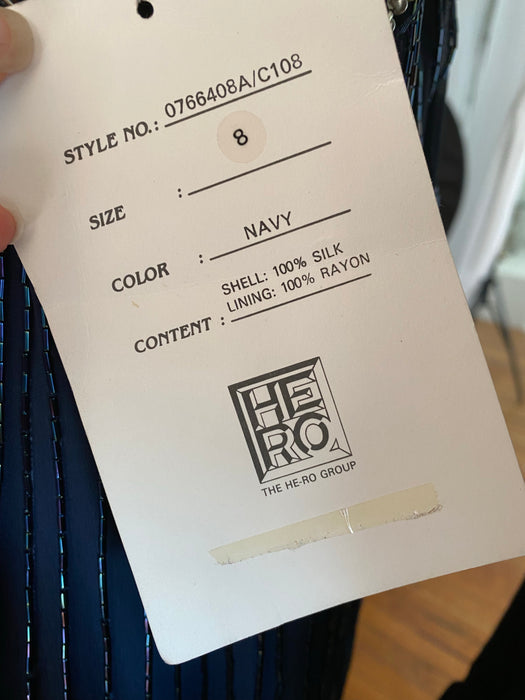 STYLE NO.: 0766408A/C108
SIZE : 8
COLOR : NAVY
SHELL: 100% SILK
CONTENT : LINING: 100% RAYON
HE
RO
THE HE-RO GROUP